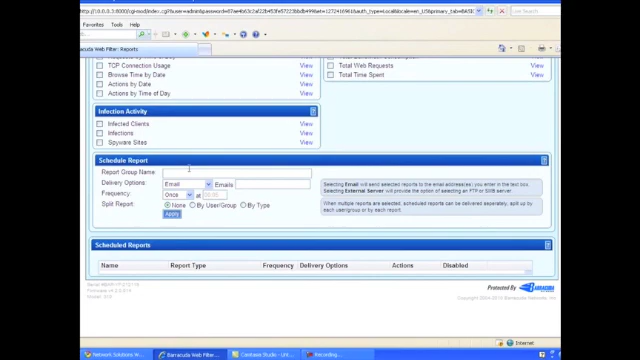 Favorites Tools Help
Barracuda Web Filter: Reports
TCP Connection Usage View
Browse Time by Date View
Actions by Date View
Actions by Time of Day View
Total Web Requests View
Total Time Spent View
Infection Activity
Infected Clients View
Infections View
Spyware Sites View
Schedule Report
Report Group Name
Delivery Options: Email Emails
Frequency: Once at 00:00
Split Report: None By User/Group By Type
Apply
Selecting Email will send selected reports to the email address(es) you enter in the text box.
Selecting External Server will provide the option of selecting an FTP or SMB server.
When multiple reports are selected, scheduled reports can be delivered separately, split up by
each user/group or by each report.
Scheduled Reports
Name Report Type Frequency Delivery Options Actions Disabled
Protected By Barracuda
Internet
Network Solutions W... Barracuda Web Filter... Camtasia Studio - Unt... Recording...